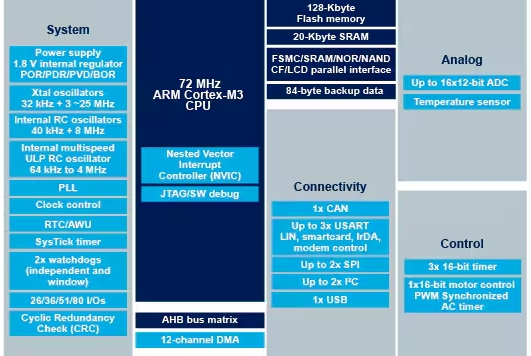 System
Power supply
1.8 V internal regulator
POR/PDR/PVD/BOR
Xtal oscillators
32 kHz + 3 ~25 MHz
Internal RC oscillators
40 kHz + 8 MHz
Internal multispeed
ULP RC oscillator
64 kHz to 4 MHz
PLL
Clock control
RTC/AWU
SysTick timer
2x watchdogs
(independent and
window)
26/36/51/80 I/Os
Cyclic Redundancy
Check (CRC)
72 MHz
ARM Cortex-M3
CPU
Nested Vector
Interrupt
Controller (NVIC)
JTAG/SW debug
AHB bus matrix
12-channel DMA
128-Kbyte
Flash memory
20-Kbyte SRAM
FSMC/SRAM/NOR/NAND
CF/LCD parallel interface
84-byte backup data
Connectivity
1x CAN
Up to 3x USART
LIN, smartcard, IrDA,
modem control
Up to 2x SPI
Up to 2x I²C
1x USB
Analog
Up to 16x12-bit ADC
Temperature sensor
Control
3x 16-bit timer
1x16-bit motor control
PWM Synchronized
AC timer